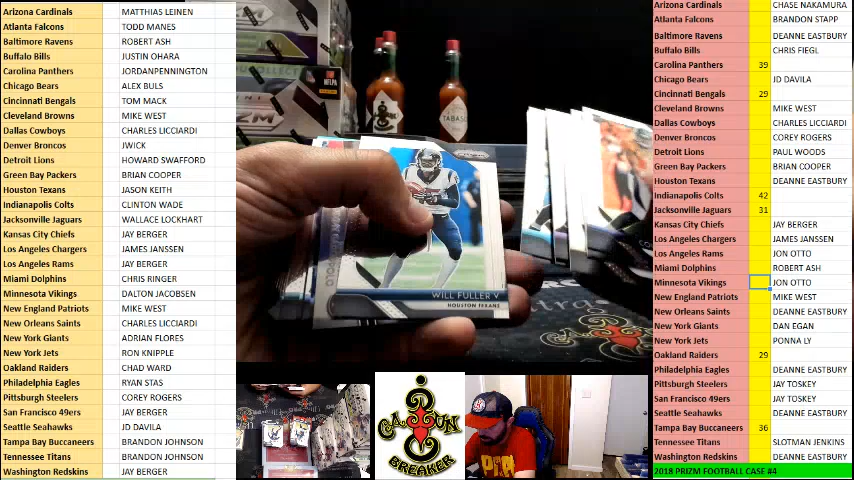 Arizona Cardinals MATTHIAS LEINEN
Atlanta Falcons TODD MANES
Baltimore Ravens ROBERT ASH
Buffalo Bills JUSTIN OHARA
Carolina Panthers JORDANPENNINGTON
Chicago Bears ALEX BULS
Cincinnati Bengals TOM MACK
Cleveland Browns MIKE WEST
Dallas Cowboys CHARLES LICCIARDI
Denver Broncos JWICK
Detroit Lions HOWARD SWAFFORD
Green Bay Packers BRIAN COOPER
Houston Texans JASON KEITH
Indianapolis Colts CLINTON WADE
Jacksonville Jaguars WALLACE LOCKHART
Kansas City Chiefs JAY BERGER
Los Angeles Chargers JAMES JANSSEN
Los Angeles Rams JAY BERGER
Miami Dolphins CHRIS RINGER
Minnesota Vikings DALTON JACOBSEN
New England Patriots MIKE WEST
New Orleans Saints CHARLES LICCIARDI
New York Giants ADRIAN FLORES
New York Jets RON KNIPPLE
Oakland Raiders CHAD WARD
Philadelphia Eagles RYAN STAS
Pittsburgh Steelers COREY ROGERS
San Francisco 49ers JAY BERGER
Seattle Seahawks JD DAVILA
Tampa Bay Buccaneers BRANDON JOHNSON
Tennessee Titans BRANDON JOHNSON
Washington Redskins JAY BERGER
TABASCO
WILL FULLER V
HOUSTON TEXANS
CAJUN
BREAKER
Arizona Cardinals CHASE NAKAMURA
Atlanta Falcons BRANDON STAPP
Baltimore Ravens DEANNE EASTBURY
Buffalo Bills CHRIS FIEGL
Carolina Panthers 39
Chicago Bears JD DAVILA
Cincinnati Bengals 29
Cleveland Browns MIKE WEST
Dallas Cowboys CHARLES LICCIARDI
Denver Broncos COREY ROGERS
Detroit Lions PAUL WOODS
Green Bay Packers BRIAN COOPER
Houston Texans DEANNE EASTBURY
Indianapolis Colts 42
Jacksonville Jaguars 31
Kansas City Chiefs JAY BERGER
Los Angeles Chargers JAMES JANSSEN
Los Angeles Rams JON OTTO
Miami Dolphins ROBERT ASH
Minnesota Vikings JON OTTO
New England Patriots MIKE WEST
New Orleans Saints DEANNE EASTBURY
New York Giants DAN EGAN
New York Jets PONNA LY
Oakland Raiders 29
Philadelphia Eagles DEANNE EASTBURY
Pittsburgh Steelers JAY TOSKEY
San Francisco 49ers JAY TOSKEY
Seattle Seahawks DEANNE EASTBURY
Tampa Bay Buccaneers 36
Tennessee Titans SLOTMAN JENKINS
Washington Redskins DEANNE EASTBURY
2018 PRIZM FOOTBALL CASE #4